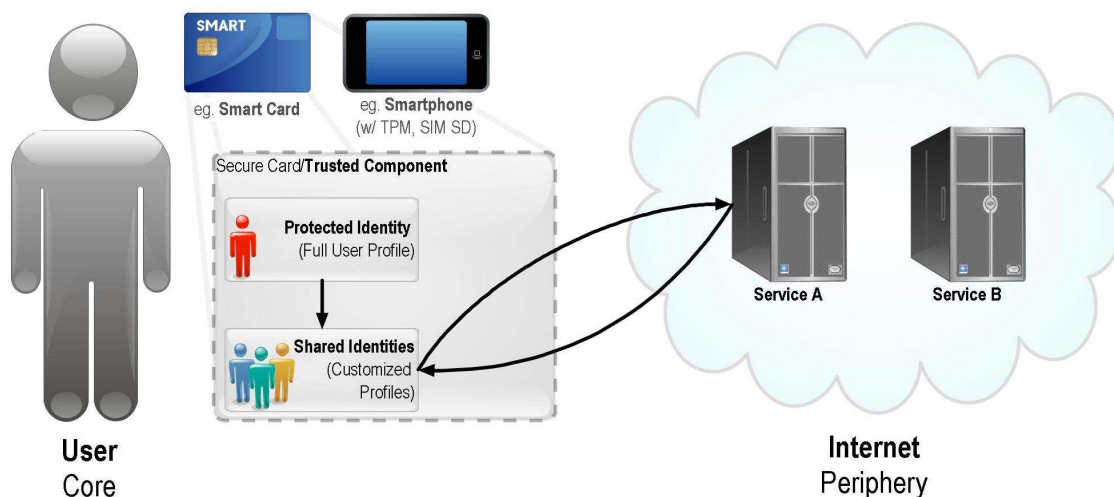 SMART
eg. Smart Card
eg. Smartphone
(w/ TPM, SIM SD)
Secure Card/Trusted Component
Protected Identity
(Full User Profile)
Shared Identities
(Customized
Profiles)
Service A
Service B
User
Core
Internet
Periphery